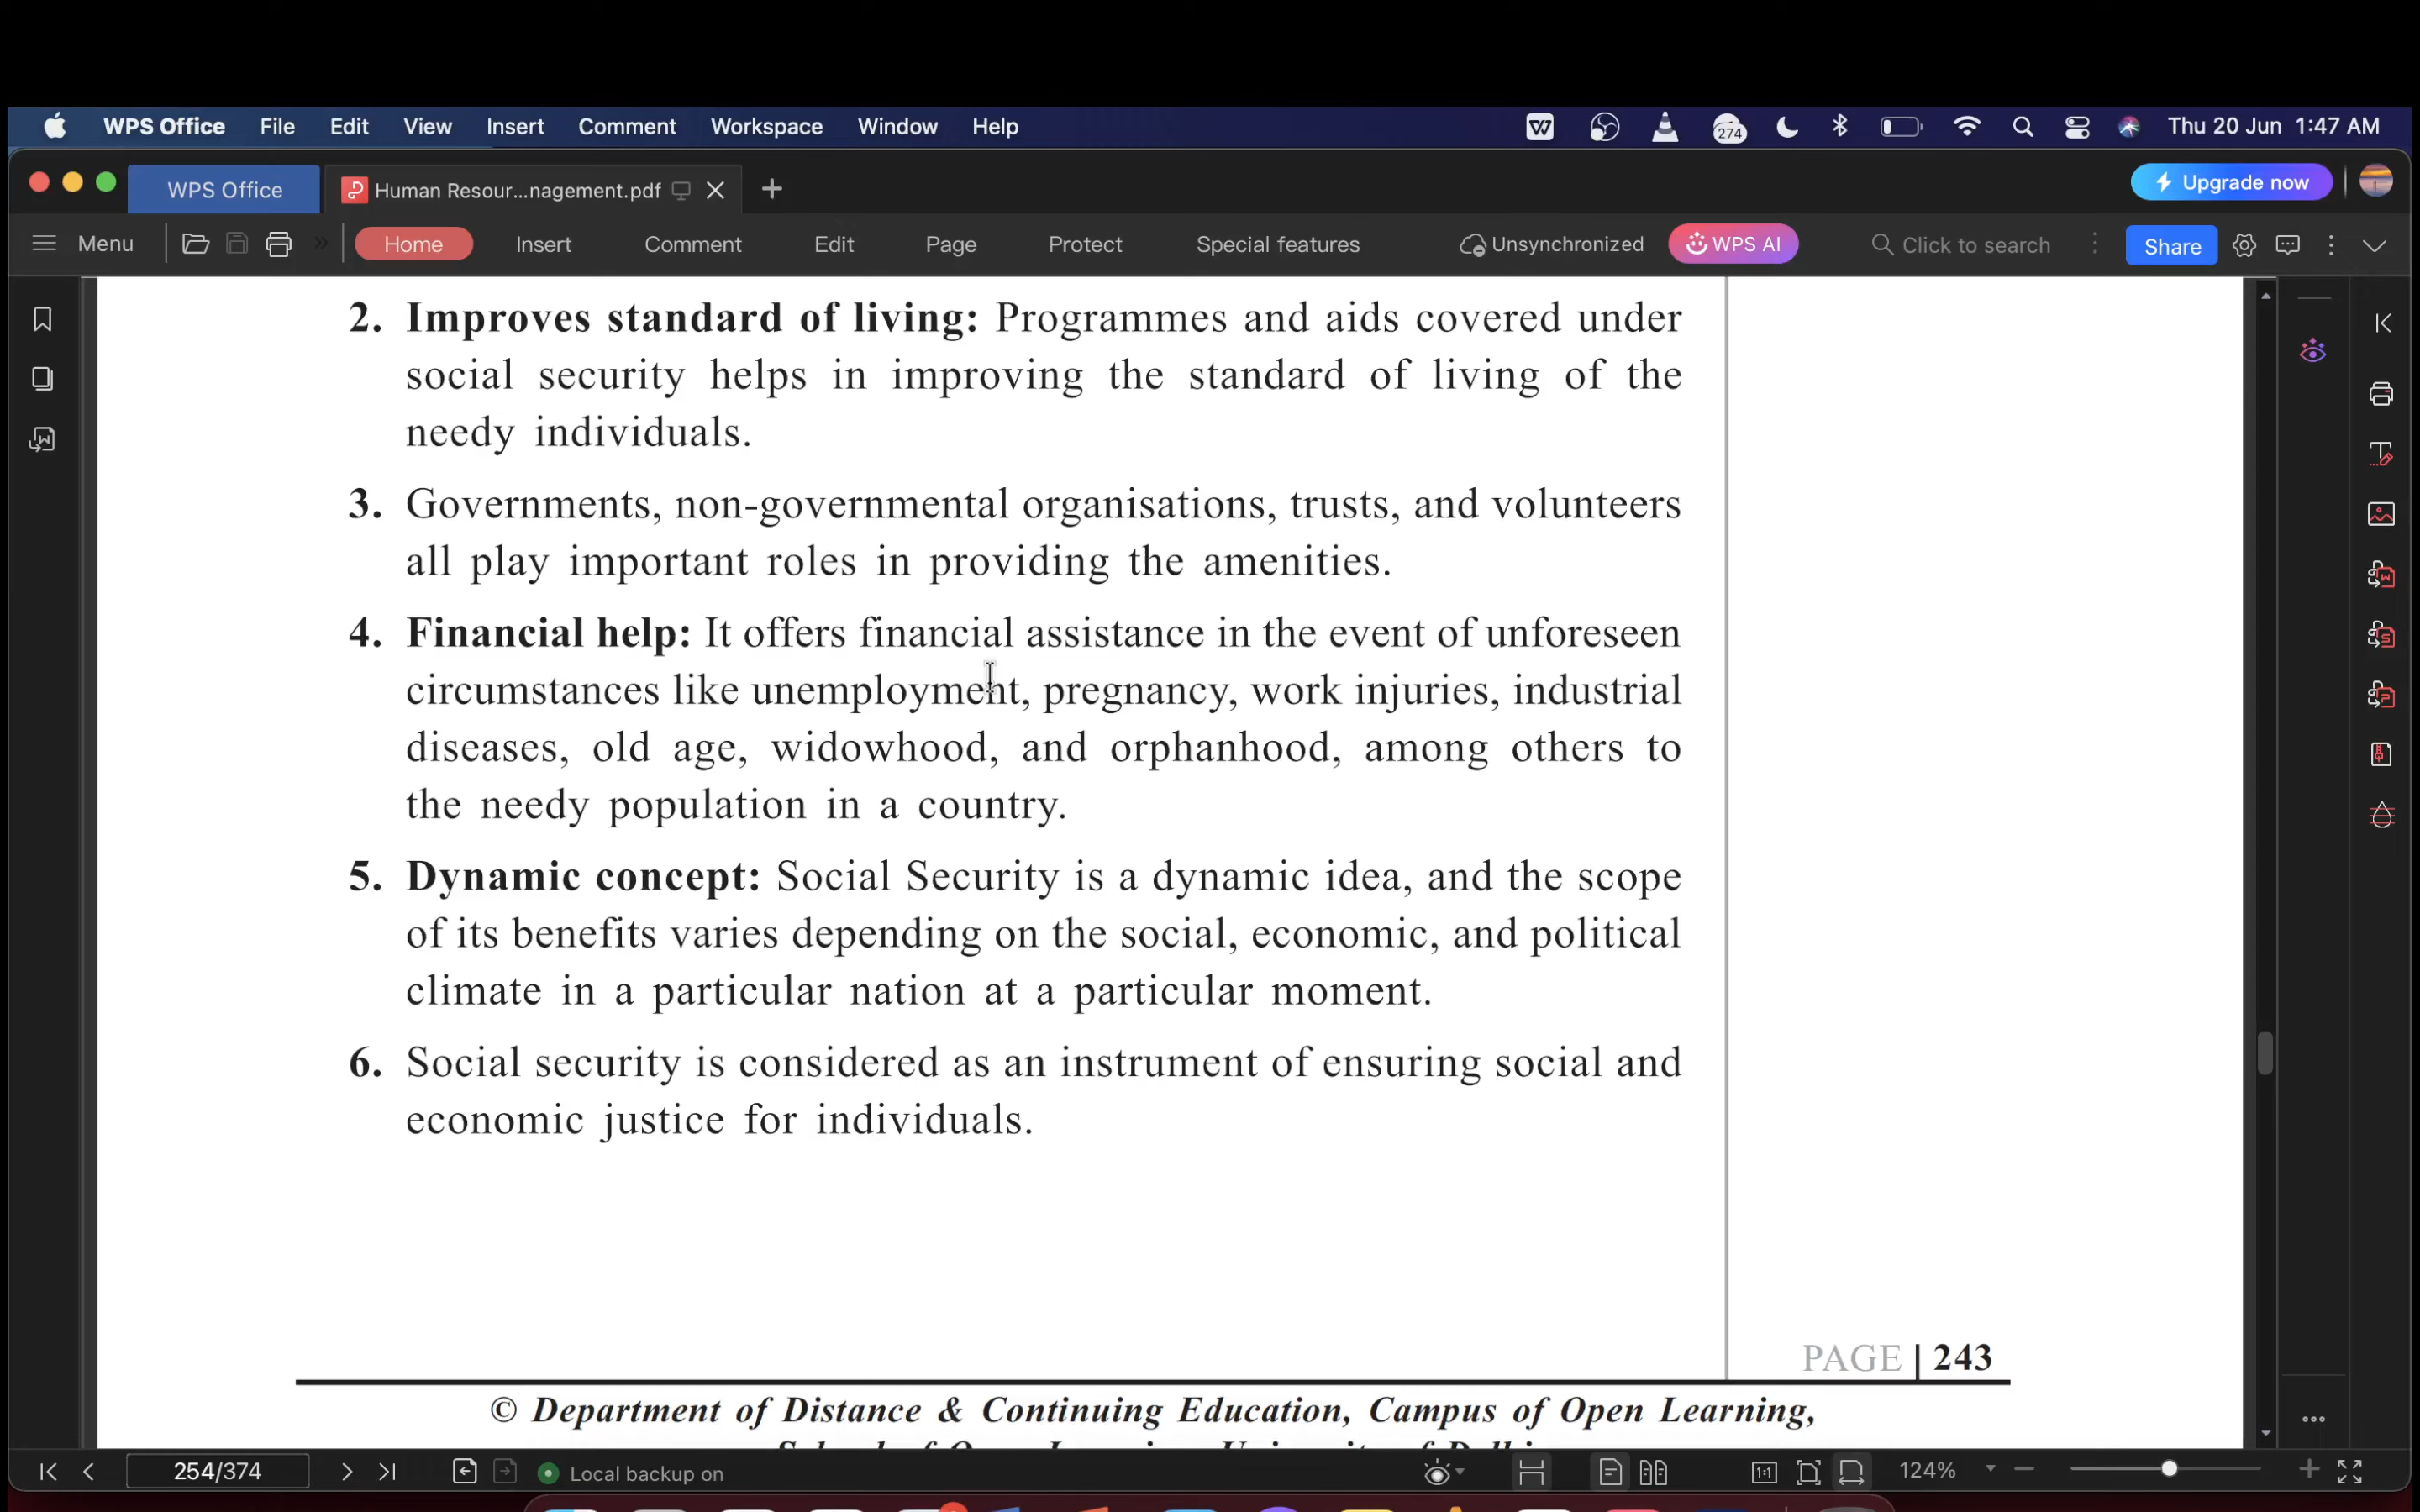 WPS Office File Edit View Insert Comment Workspace Window Help 274 Thu 20 Jun 1:47 AM
WPS Office Human Resour...nagement.pdf Upgrade now
Menu Home Insert Comment Edit Page Protect Special features Unsynchronized WPS AI Click to search Share
2. Improves standard of living: Programmes and aids covered under
social security helps in improving the standard of living of the
needy individuals.
3. Governments, non-governmental organisations, trusts, and volunteers
all play important roles in providing the amenities.
4. Financial help: It offers financial assistance in the event of unforeseen
circumstances like unemployment, pregnancy, work injuries, industrial
diseases, old age, widowhood, and orphanhood, among others to
the needy population in a country.
5. Dynamic concept: Social Security is a dynamic idea, and the scope
of its benefits varies depending on the social, economic, and political
climate in a particular nation at a particular moment.
6. Social security is considered as an instrument of ensuring social and
economic justice for individuals.
PAGE | 243
© Department of Distance & Continuing Education, Campus of Open Learning,
254/374 Local backup on 1:1 124%